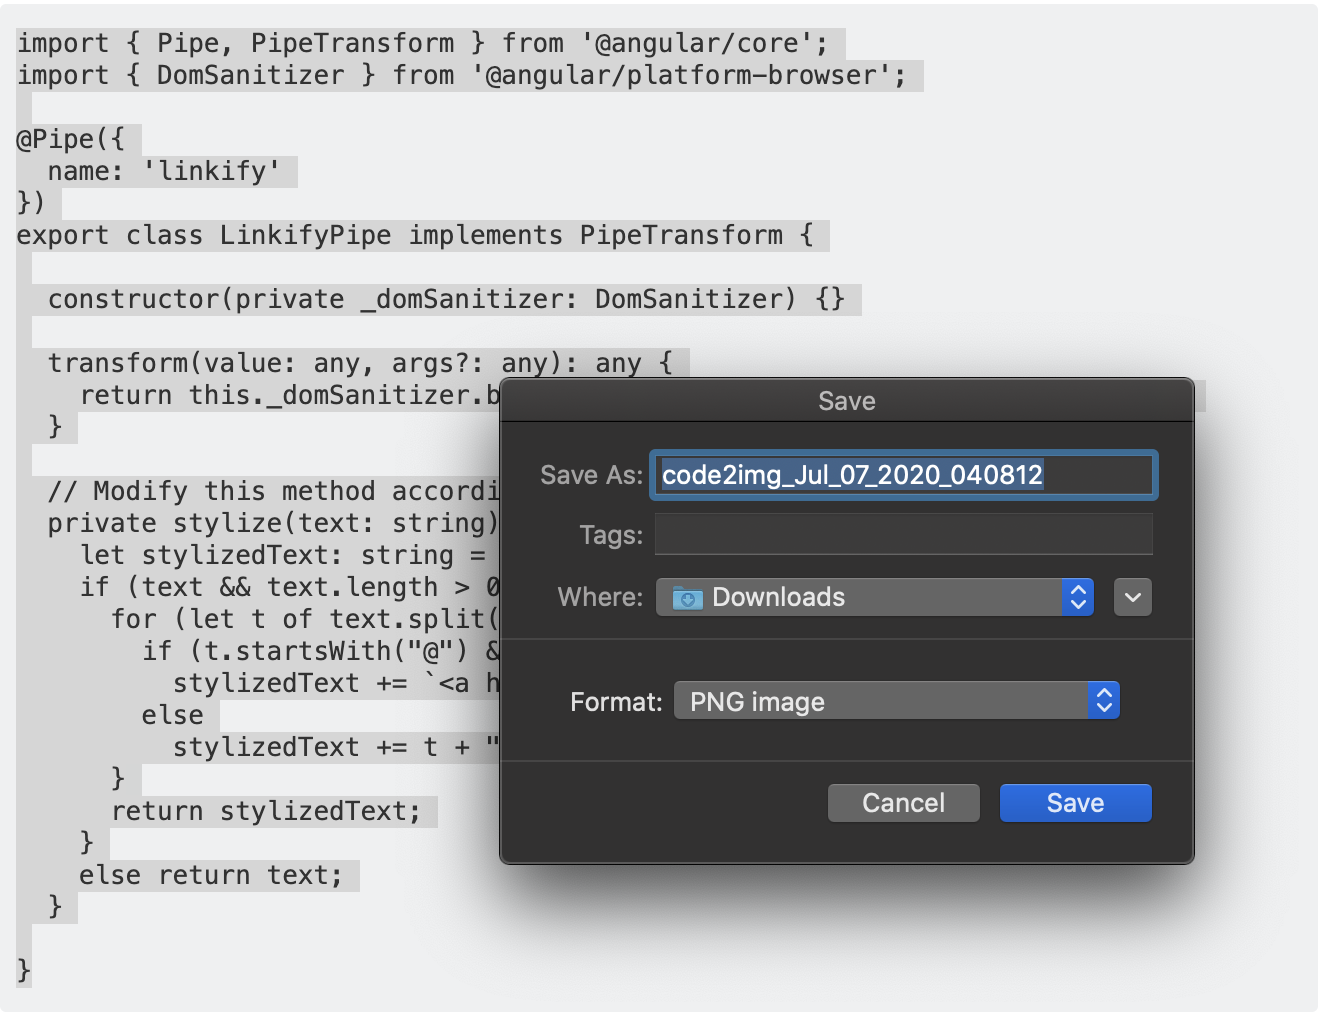 import { Pipe, PipeTransform } from '@angular/core';
import { DomSanitizer } from '@angular/platform-browser';
@Pipe({
  name: 'linkify'
})
export class LinkifyPipe implements PipeTransform {
  constructor(private _domSanitizer: DomSanitizer) {}
  transform(value: any, args?: any): any {
    return this._domSanitizer.b
  }
  // Modify this method accordi
  private stylize(text: string)
    let stylizedText: string =
    if (text && text.length > 0
      for (let t of text.split(
        if (t.startsWith("@") &
          stylizedText += `<a h
        else
          stylizedText += t + "
      }
      return stylizedText;
    }
    else return text;
  }
}
Save
Save As: code2img_Jul_07_2020_040812
Tags:
Where: Downloads
Format: PNG image
Cancel Save